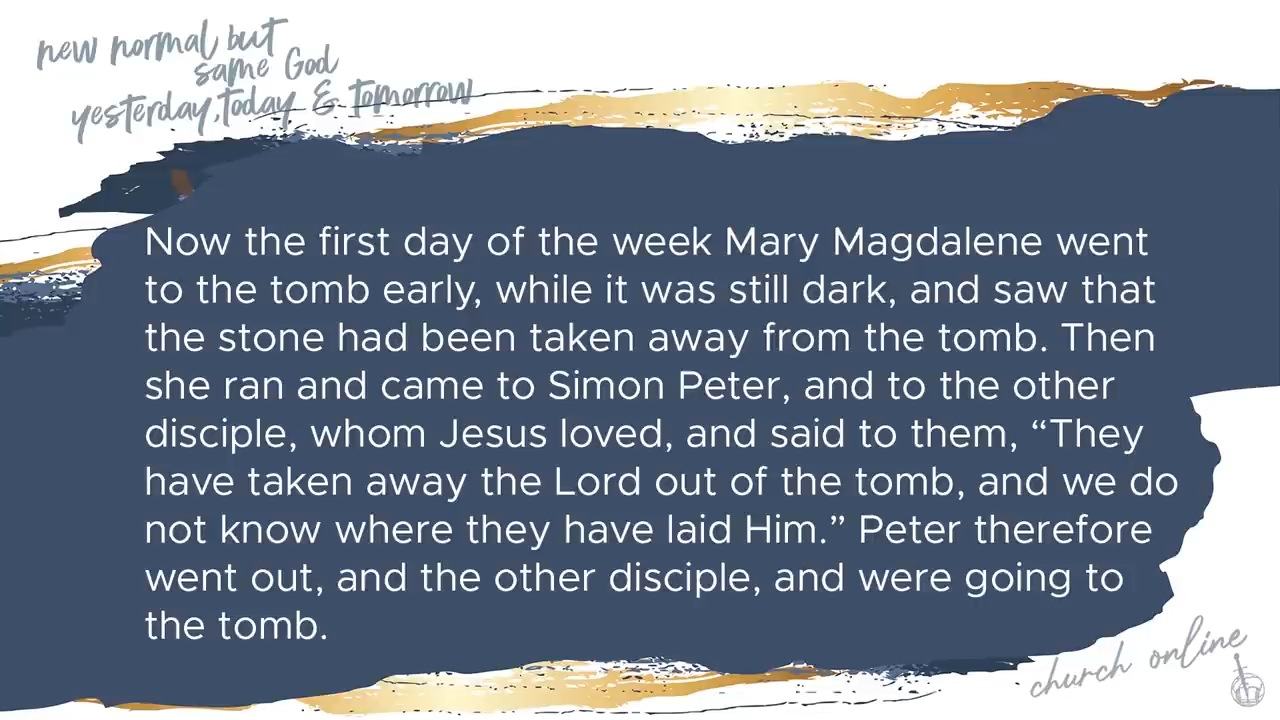 new normal but
same God
yesterday, today & tomorrow
Now the first day of the week Mary Magdalene went
to the tomb early, while it was still dark, and saw that
the stone had been taken away from the tomb. Then
she ran and came to Simon Peter, and to the other
disciple, whom Jesus loved, and said to them, “They
have taken away the Lord out of the tomb, and we do
not know where they have laid Him.” Peter therefore
went out, and the other disciple, and were going to
the tomb.
church online